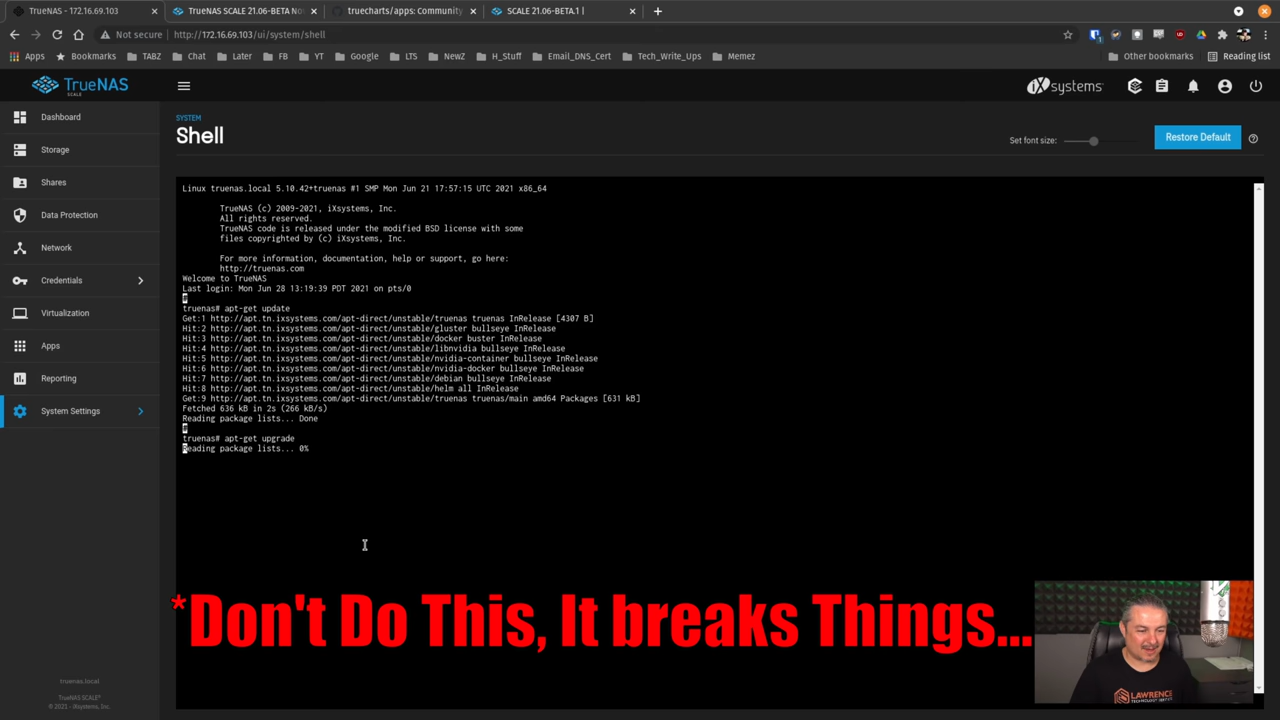 TrueNAS - 172.16.69.103
TrueNAS SCALE 21.06-BETA No
truecharts/apps: Community
SCALE 21.06-BETA.1 |
Not secure
http://172.16.69.103/ui/system/shell
Apps
Bookmarks
TABZ
Chat
Later
FB
YT
Google
LTS
NewZ
H_Stuff
Email_DNS_Cert
Tech_Write_Ups
Memez
Other bookmarks
Reading list
TrueNAS
SCALE
iXsystems
Dashboard
Storage
Shares
Data Protection
Network
Credentials
Virtualization
Apps
Reporting
System Settings
truenas.local
TrueNAS SCALE®
© 2021 - iXsystems, Inc.
SYSTEM
Shell
Set font size:
Restore Default
Linux truenas.local 5.10.42+truenas #1 SMP Mon Jun 21 17:57:15 UTC 2021 x86_64
TrueNAS (c) 2009-2021, iXsystems, Inc.
All rights reserved.
TrueNAS code is released under the modified BSD license with some
files copyrighted by (c) iXsystems, Inc.
For more information, documentation, help or support, go here:
http://truenas.com
Welcome to TrueNAS
Last login: Mon Jun 28 13:19:39 PDT 2021 on pts/0
#
truenas# apt-get update
Get:1 http://apt.tn.ixsystems.com/apt-direct/unstable/truenas truenas InRelease [4307 B]
Hit:2 http://apt.tn.ixsystems.com/apt-direct/unstable/gluster bullseye InRelease
Hit:3 http://apt.tn.ixsystems.com/apt-direct/unstable/docker buster InRelease
Hit:4 http://apt.tn.ixsystems.com/apt-direct/unstable/libnvidia bullseye InRelease
Hit:5 http://apt.tn.ixsystems.com/apt-direct/unstable/nvidia-container bullseye InRelease
Hit:6 http://apt.tn.ixsystems.com/apt-direct/unstable/nvidia-docker bullseye InRelease
Hit:7 http://apt.tn.ixsystems.com/apt-direct/unstable/debian bullseye InRelease
Hit:8 http://apt.tn.ixsystems.com/apt-direct/unstable/helm all InRelease
Get:9 http://apt.tn.ixsystems.com/apt-direct/unstable/truenas truenas/main amd64 Packages [631 kB]
Fetched 636 kB in 2s (266 kB/s)
Reading package lists... Done
#
truenas# apt-get upgrade
Reading package lists... 0%
*Don't Do This, It breaks Things...
LAWRENCE